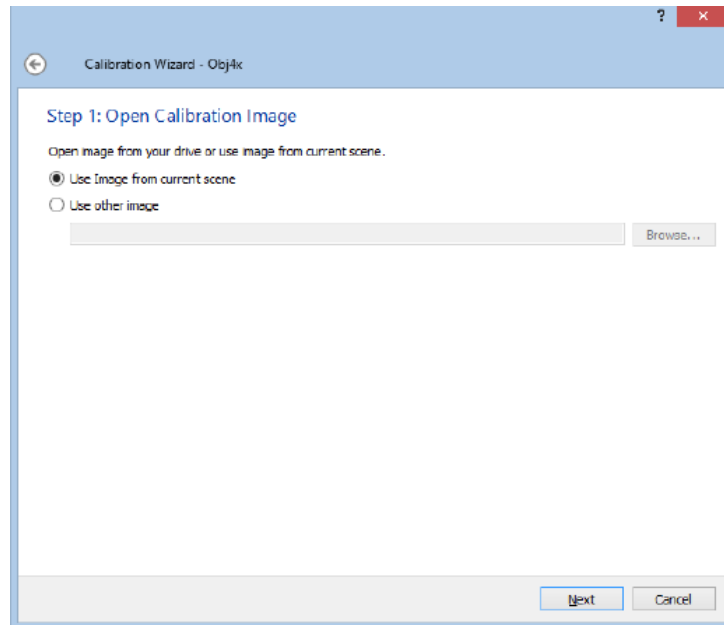 ?
Calibration Wizard - Obj4x
Step 1: Open Calibration Image
Open image from your drive or use image from current scene.
Use Image from current scene
Use other image
Browse...
Next
Cancel